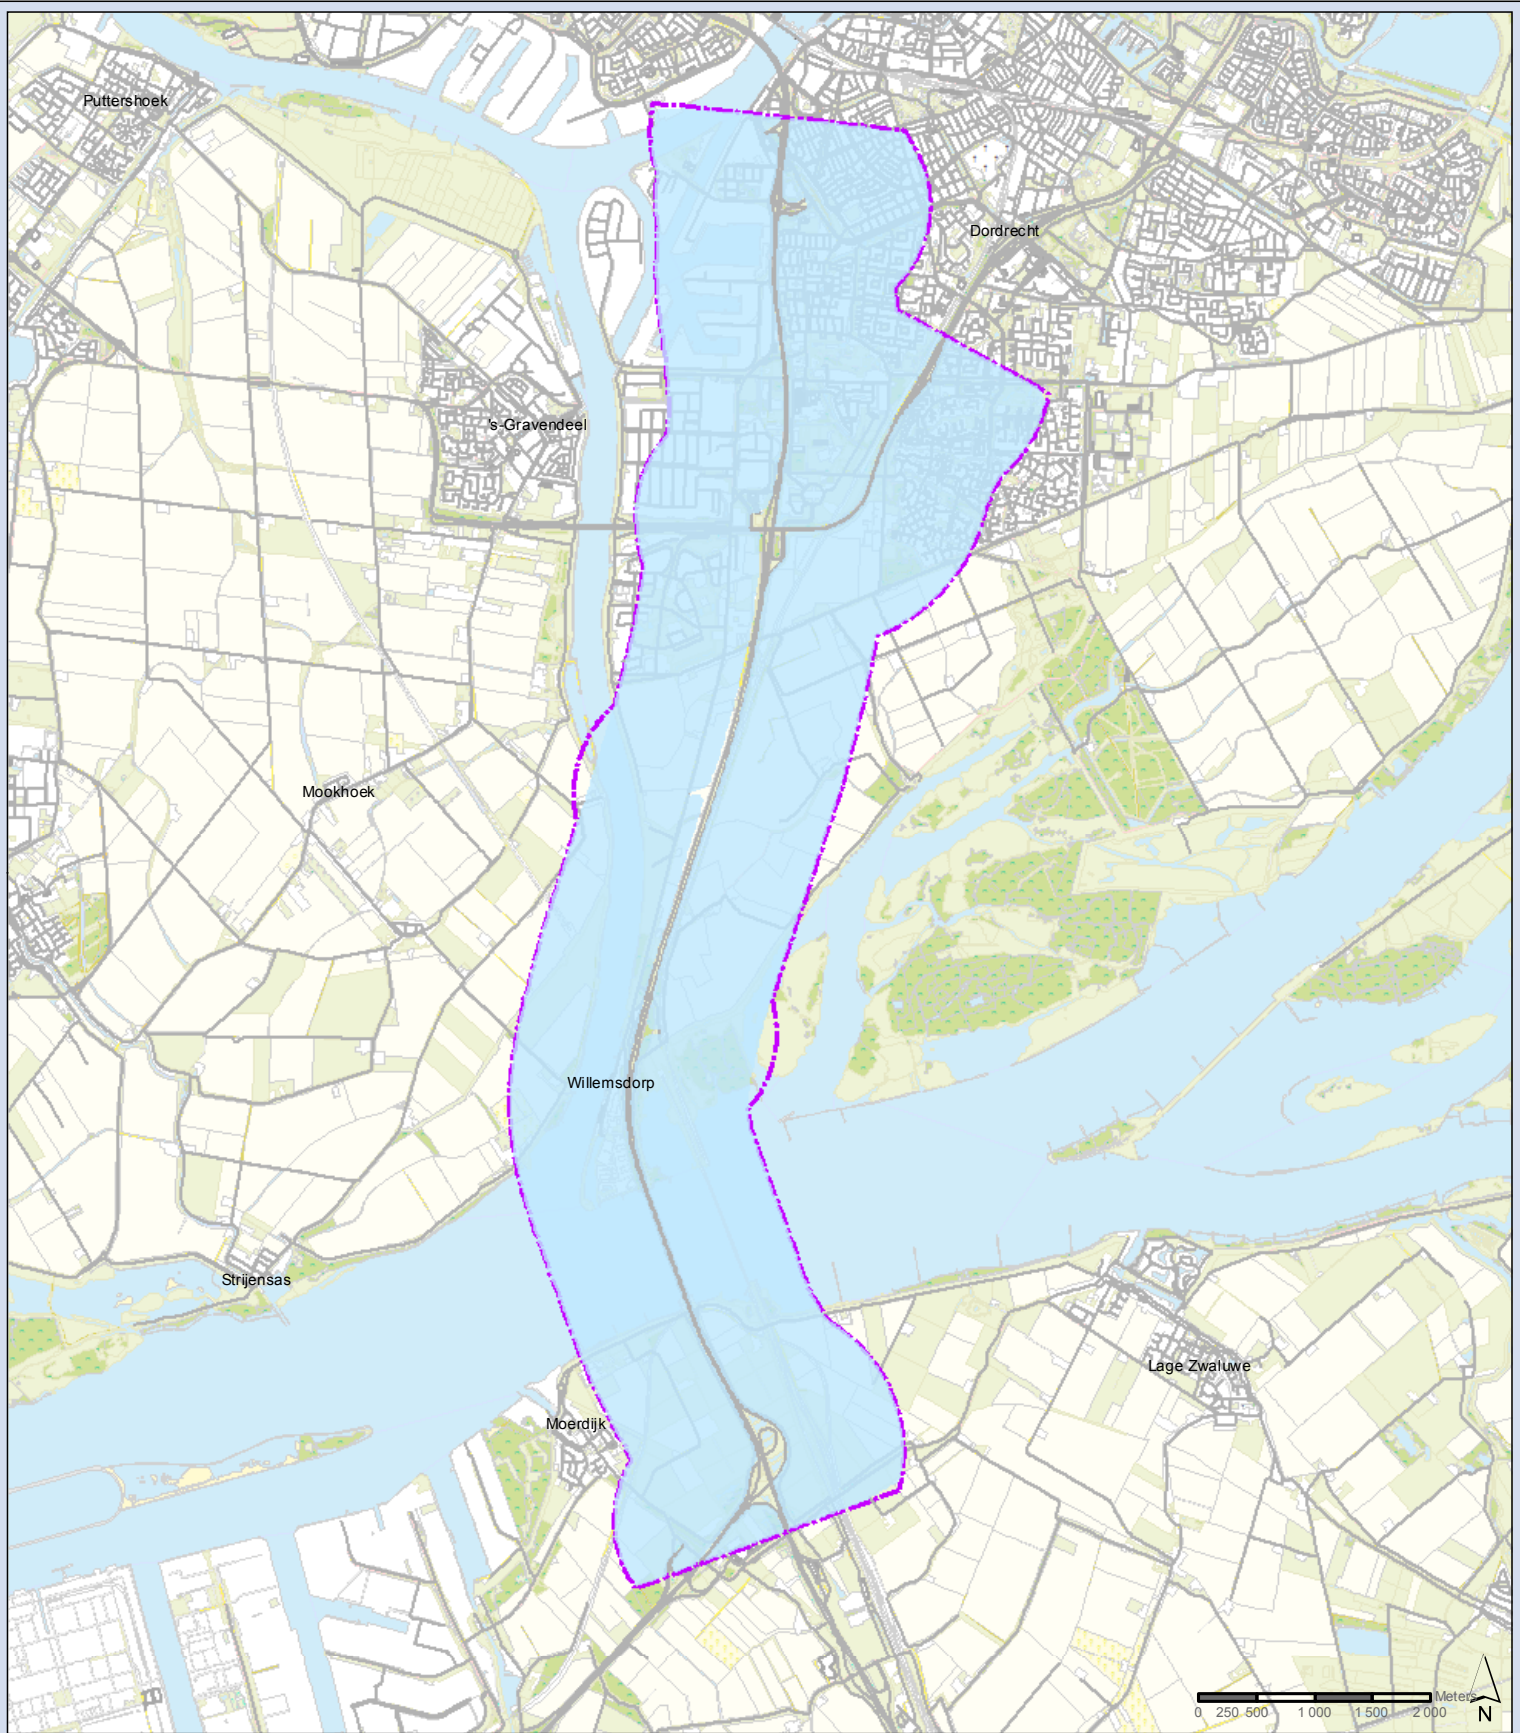 Puttershoek
Dordrecht
's-Gravendeel
Mookhoek
Willemsdorp
Strijensas
Lage Zwaluwe
Moerdijk
Meters
0 250 500 1 000 1 500 2 000
N